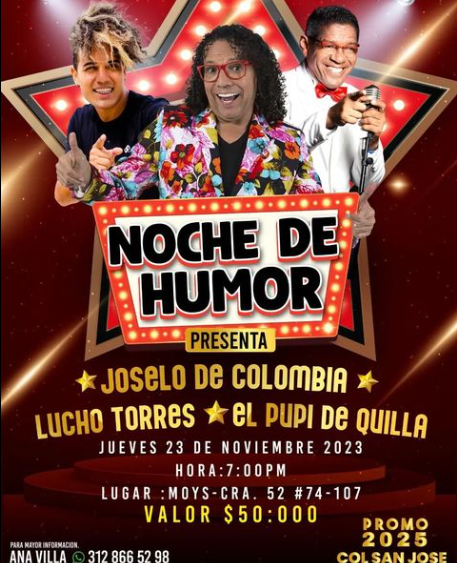 NOCHE DE
HUMOR
PRESENTA
JOSELO DE COLOMBIA
LUCHO TORRES ★ EL PUPI DE QUILLA
JUEVES 23 DE NOVIEMBRE 2023
HORA:7:00PM
LUGAR :MOYS-CRA. 52 #74-107
VALOR $50:000
PARA MAYOR INFORMACION.
ANA VILLA 312 866 52 98
PROMO
2025
COL SAN JOSE